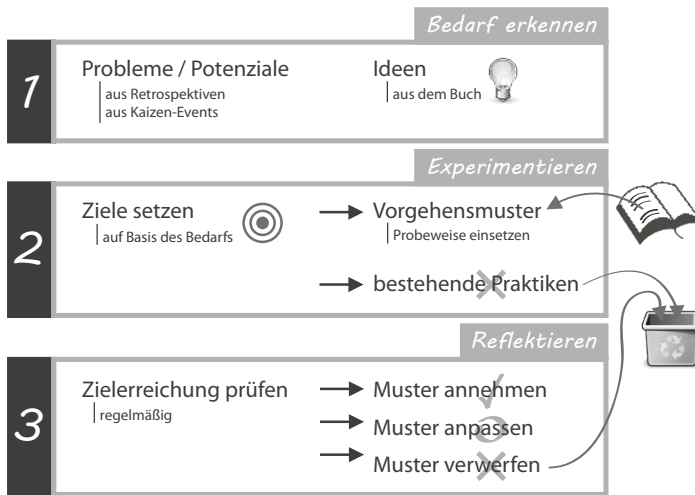 Bedarf erkennen
1
Probleme / Potenziale
aus Retrospektiven
aus Kaizen-Events
Ideen
aus dem Buch
Experimentieren
2
Ziele setzen
auf Basis des Bedarfs
Vorgehensmuster
Probeweise einsetzen
bestehende Praktiken
Reflektieren
3
Zielerreichung prüfen
regelmäßig
Muster annehmen
Muster anpassen
Muster verwerfen